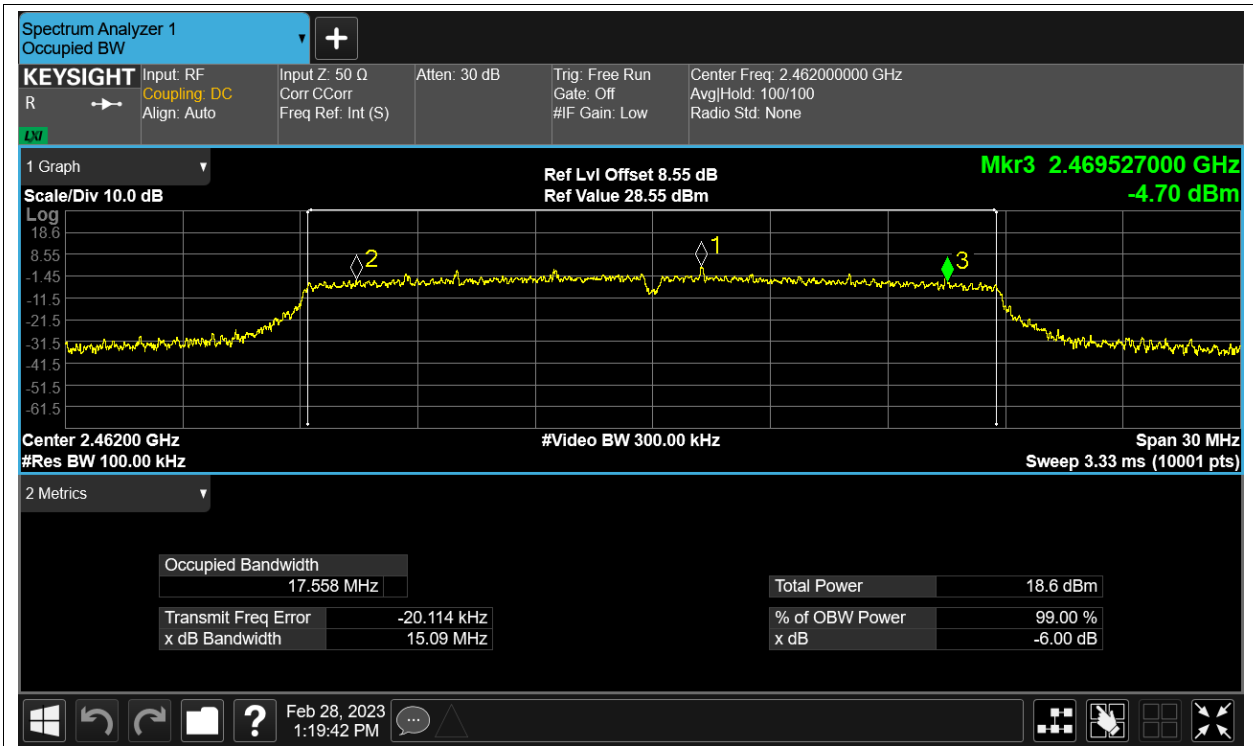 Spectrum Analyzer 1
Occupied BW
KEYSIGHT
R
LXI
Input: RF
Coupling: DC
Align: Auto
Input Z: 50 Ω
Corr CCorr
Freq Ref: Int (S)
Atten: 30 dB
Trig: Free Run
Gate: Off
#IF Gain: Low
Center Freq: 2.462000000 GHz
Avg|Hold: 100/100
Radio Std: None
1 Graph
Scale/Div 10.0 dB
Ref Lvl Offset 8.55 dB
Ref Value 28.55 dBm
Mkr3 2.469527000 GHz
-4.70 dBm
Log
18.6
8.55
-1.45
-11.5
-21.5
-31.5
-41.5
-51.5
-61.5
2
1
3
Center 2.46200 GHz
#Res BW 100.00 kHz
#Video BW 300.00 kHz
Span 30 MHz
Sweep 3.33 ms (10001 pts)
2 Metrics
Occupied Bandwidth
17.558 MHz
Transmit Freq Error -20.114 kHz
x dB Bandwidth 15.09 MHz
Total Power 18.6 dBm
% of OBW Power 99.00 %
x dB -6.00 dB
?
Feb 28, 2023
1:19:42 PM